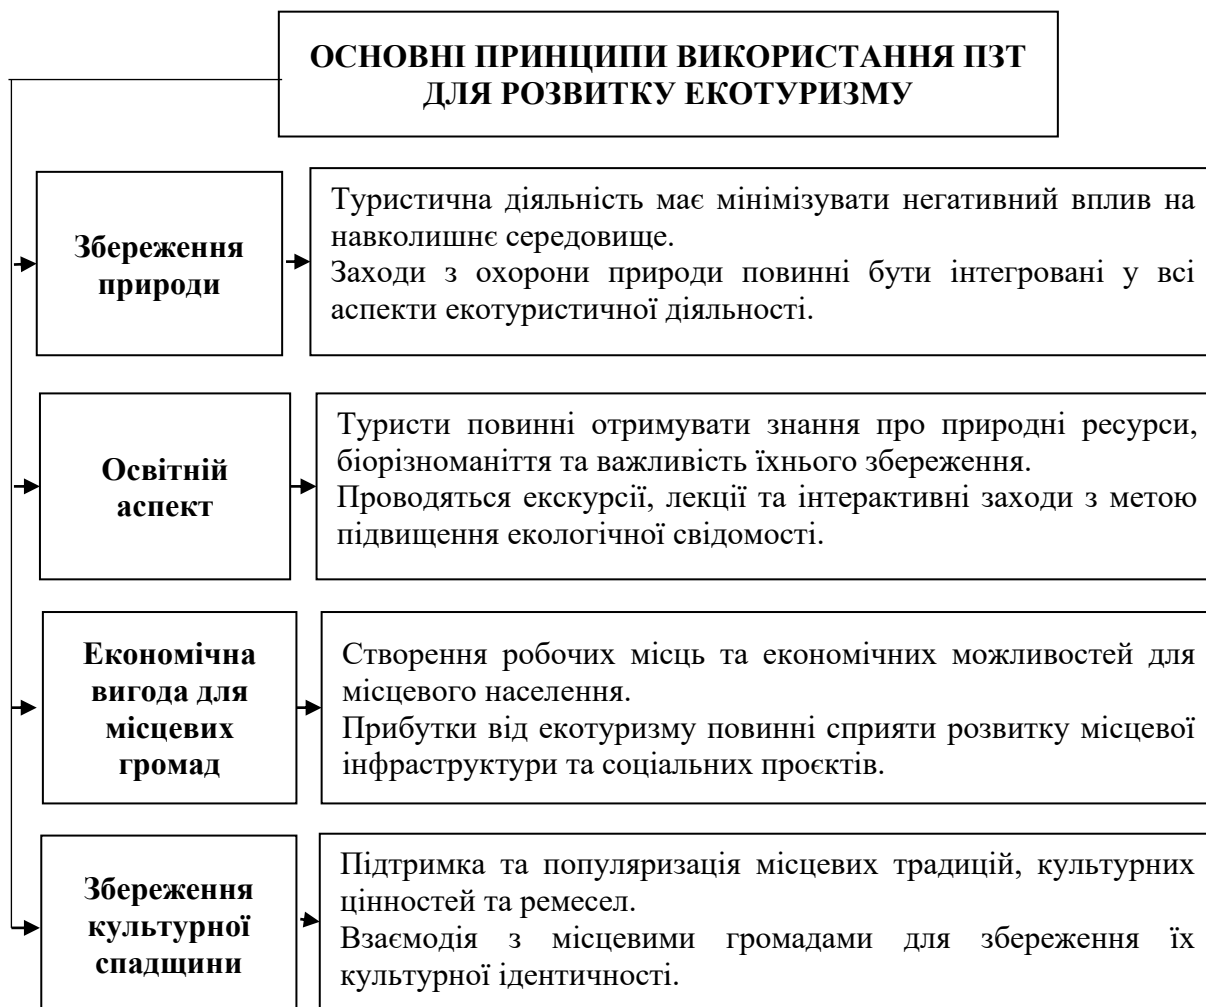 ОСНОВНІ ПРИНЦИПИ ВИКОРИСТАННЯ ПЗТ
ДЛЯ РОЗВИТКУ ЕКОТУРИЗМУ
Збереження
природи
Туристична діяльність має мінімізувати негативний вплив на
навколишнє середовище.
Заходи з охорони природи повинні бути інтегровані у всі
аспекти екотуристичної діяльності.
Освітній
аспект
Туристи повинні отримувати знання про природні ресурси,
біорізноманіття та важливість їхнього збереження.
Проводяться екскурсії, лекції та інтерактивні заходи з метою
підвищення екологічної свідомості.
Економічна
вигода для
місцевих
громад
Створення робочих місць та економічних можливостей для
місцевого населення.
Прибутки від екотуризму повинні сприяти розвитку місцевої
інфраструктури та соціальних проєктів.
Збереження
культурної
спадщини
Підтримка та популяризація місцевих традицій, культурних
цінностей та ремесел.
Взаємодія з місцевими громадами для збереження їх
культурної ідентичності.